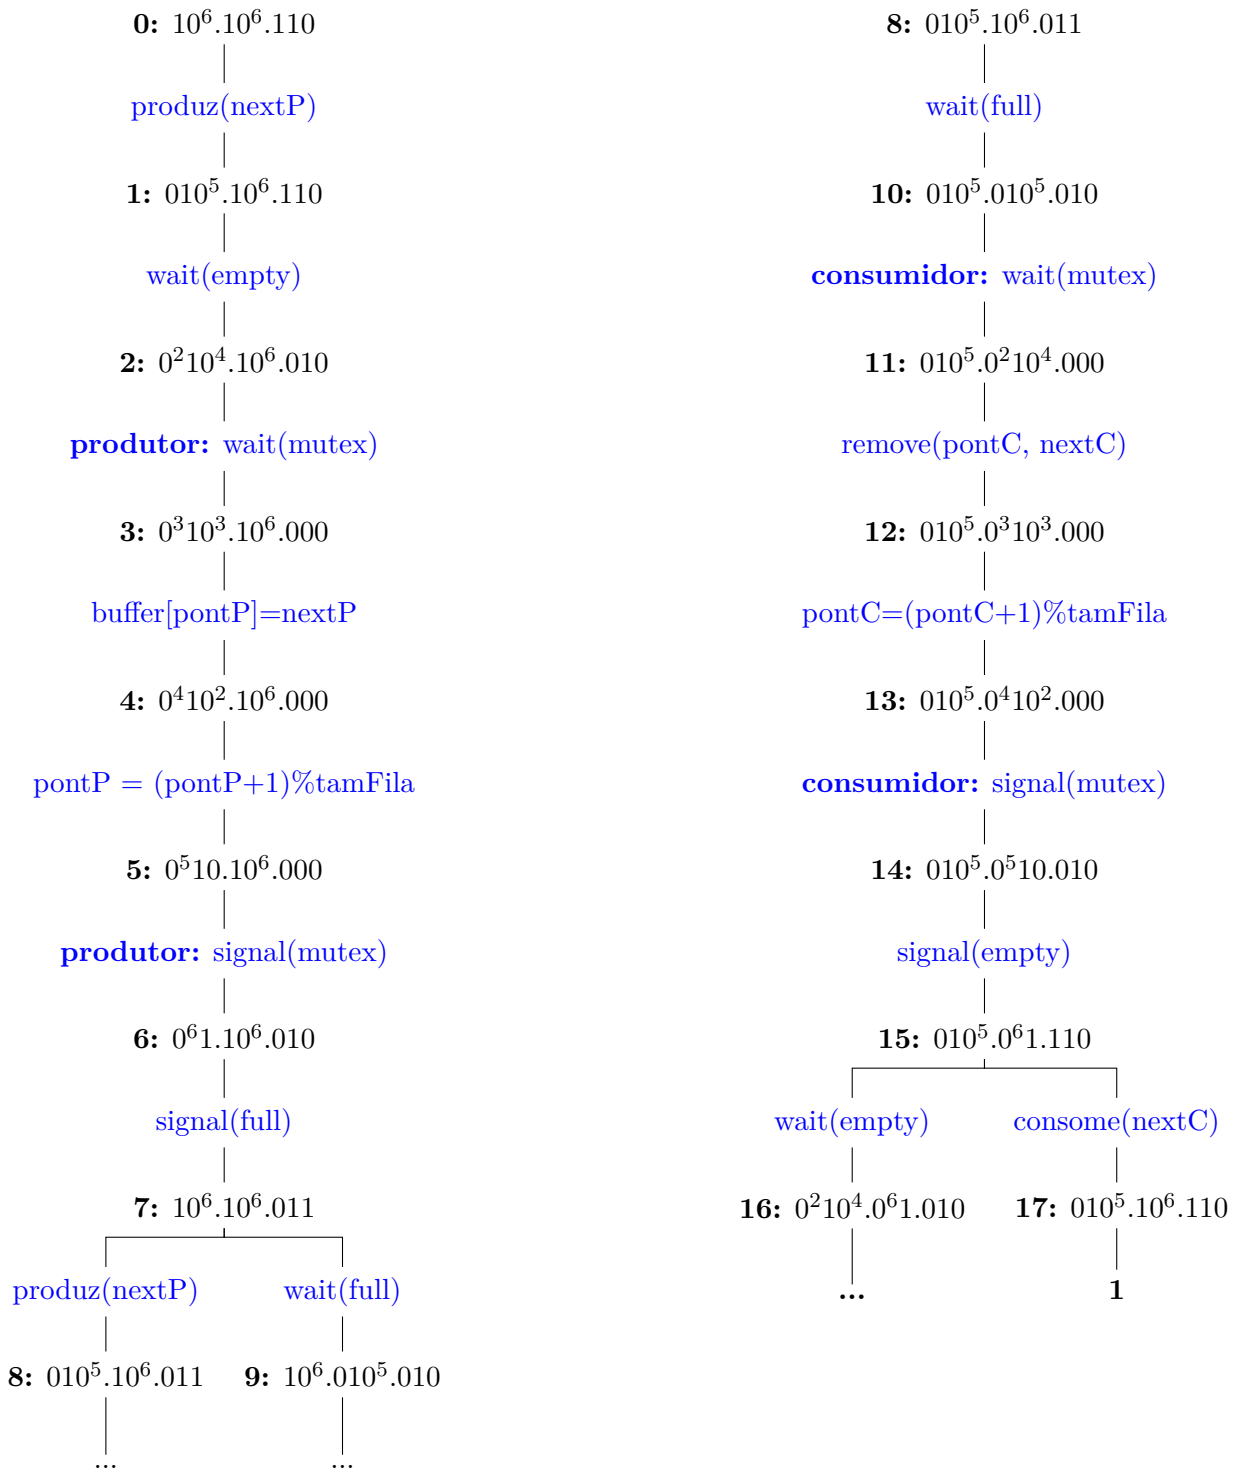 0: 10⁶.10⁶.110
produz(nextP)
1: 010⁵.10⁶.110
wait(empty)
2: 0²10⁴.10⁶.010
produtor: wait(mutex)
3: 0³10³.10⁶.000
buffer[pontP]=nextP
4: 0⁴10².10⁶.000
pontP = (pontP+1)%tamFila
5: 0⁵10.10⁶.000
produtor: signal(mutex)
6: 0⁶1.10⁶.010
signal(full)
7: 10⁶.10⁶.011
produz(nextP) wait(full)
8: 010⁵.10⁶.011 9: 10⁶.010⁵.010
... ...
8: 010⁵.10⁶.011
wait(full)
10: 010⁵.010⁵.010
consumidor: wait(mutex)
11: 010⁵.0²10⁴.000
remove(pontC, nextC)
12: 010⁵.0³10³.000
pontC=(pontC+1)%tamFila
13: 010⁵.0⁴10².000
consumidor: signal(mutex)
14: 010⁵.0⁵10.010
signal(empty)
15: 010⁵.0⁶1.110
wait(empty) consome(nextC)
16: 0²10⁴.0⁶1.010 17: 010⁵.10⁶.110
... 1